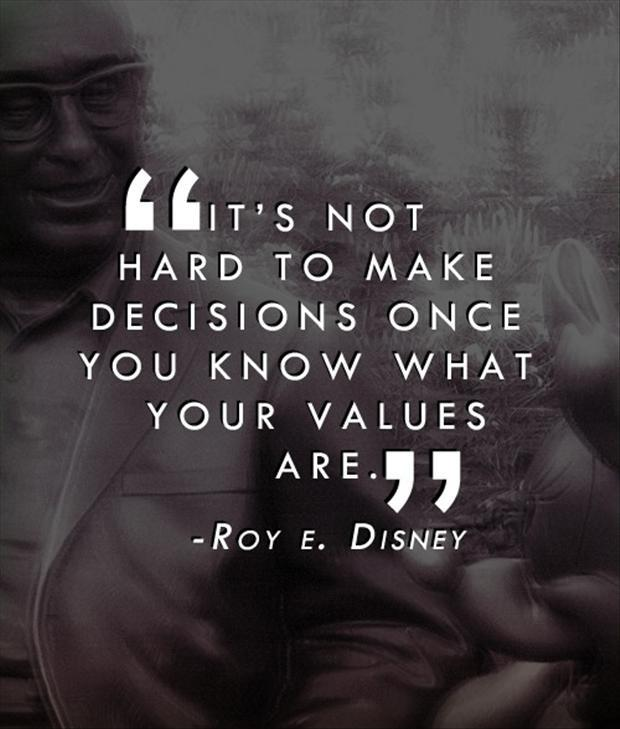 “IT’S NOT
HARD TO MAKE
DECISIONS ONCE
YOU KNOW WHAT
YOUR VALUES
ARE.”
-ROY E. DISNEY